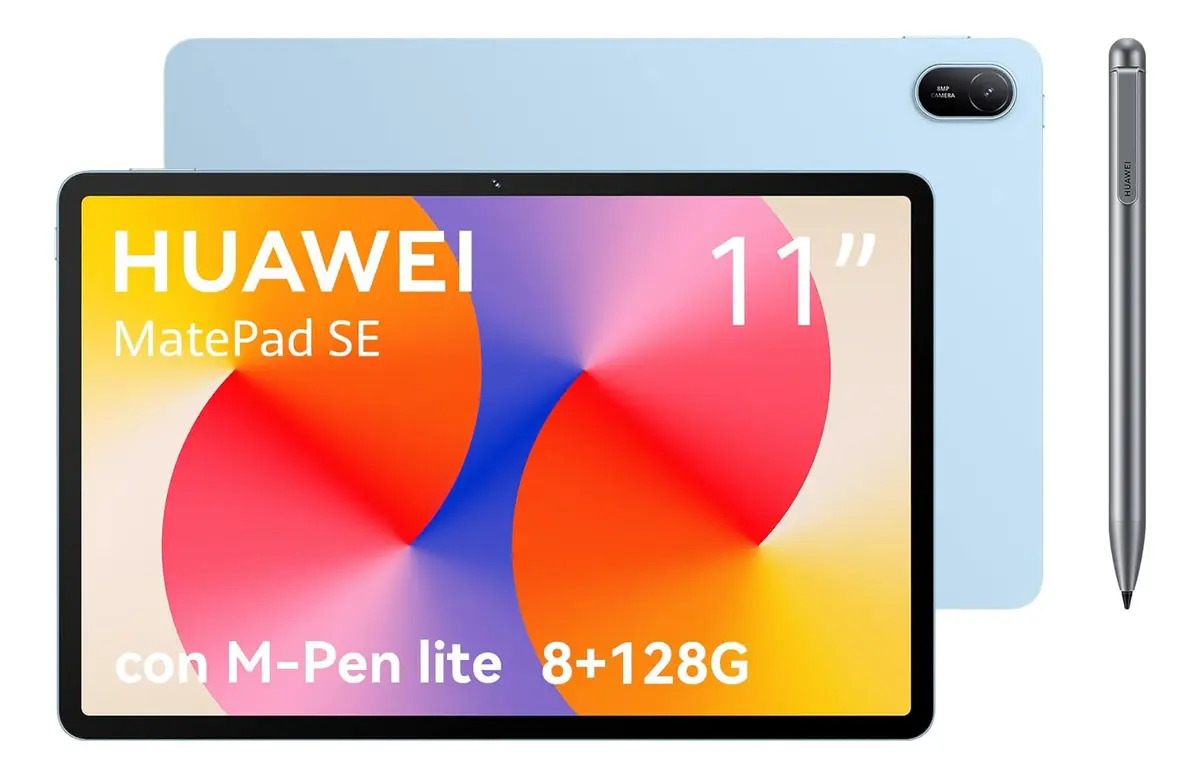 8MP
CAMERA
HUAWEI
HUAWEI
MatePad SE
11”
con M-Pen lite 8+128G